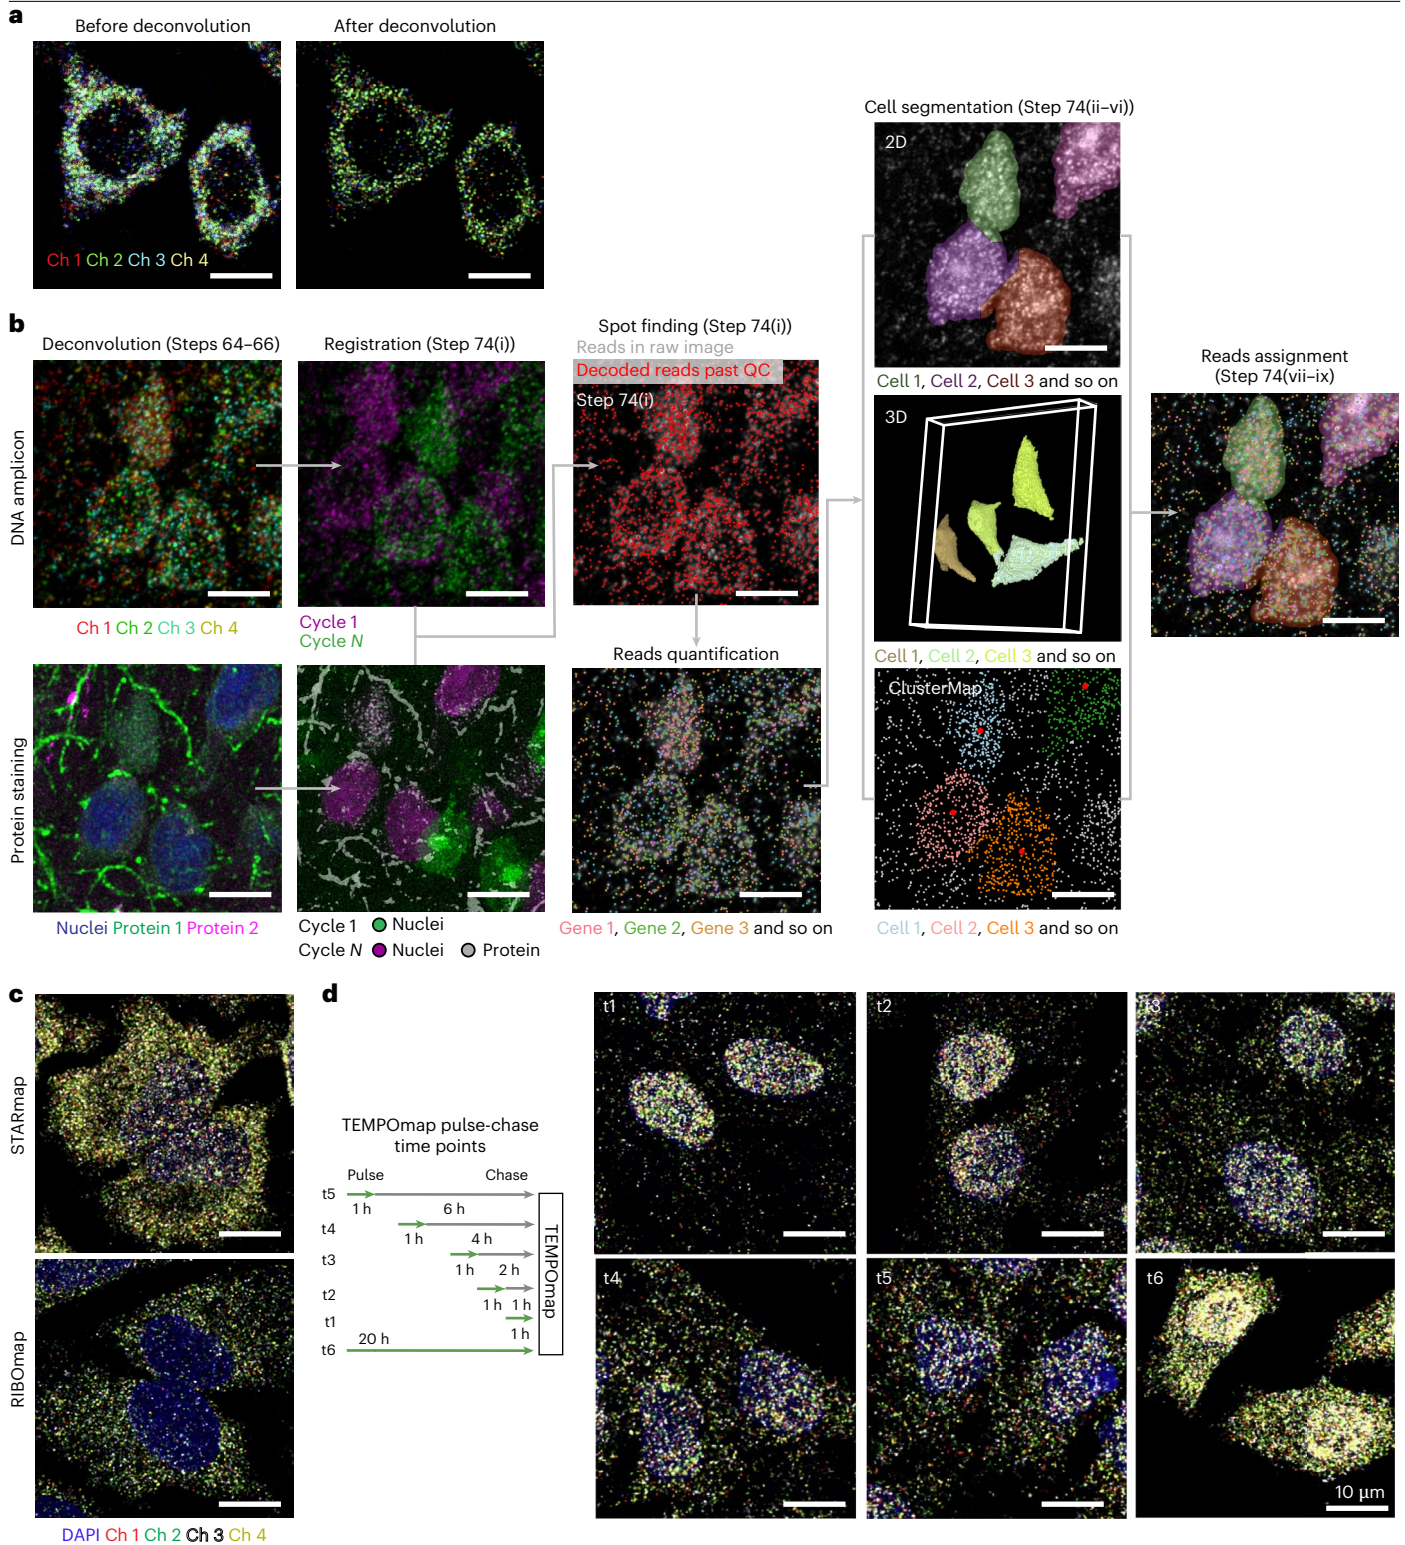 a
Before deconvolution
After deconvolution
Ch 1 Ch 2 Ch 3 Ch 4
b
Deconvolution (Steps 64–66)
Registration (Step 74(i))
Spot finding (Step 74(i))
Reads in raw image
Decoded reads past QC
Step 74(i)
Cell segmentation (Step 74(ii–vi))
2D
Cell 1, Cell 2, Cell 3 and so on
3D
Cell 1, Cell 2, Cell 3 and so on
ClusterMap
Cell 1, Cell 2, Cell 3 and so on
Reads assignment
(Step 74(vii–ix)
DNA amplicon
Ch 1 Ch 2 Ch 3 Ch 4
Cycle 1
Cycle N
Reads quantification
Gene 1, Gene 2, Gene 3 and so on
Protein staining
Nuclei Protein 1 Protein 2
Cycle 1 Nuclei
Cycle N Nuclei Protein
c
STARmap
RIBOmap
DAPI Ch 1 Ch 2 Ch 3 Ch 4
d
TEMPOmap pulse-chase
time points
Pulse Chase
t5
1 h 6 h
t4
1 h 4 h
t3
1 h 2 h
t2
1 h 1 h
t1
1 h
20 h
t6
TEMPOmap
t1
t2
t3
t4
t5
t6
10 µm